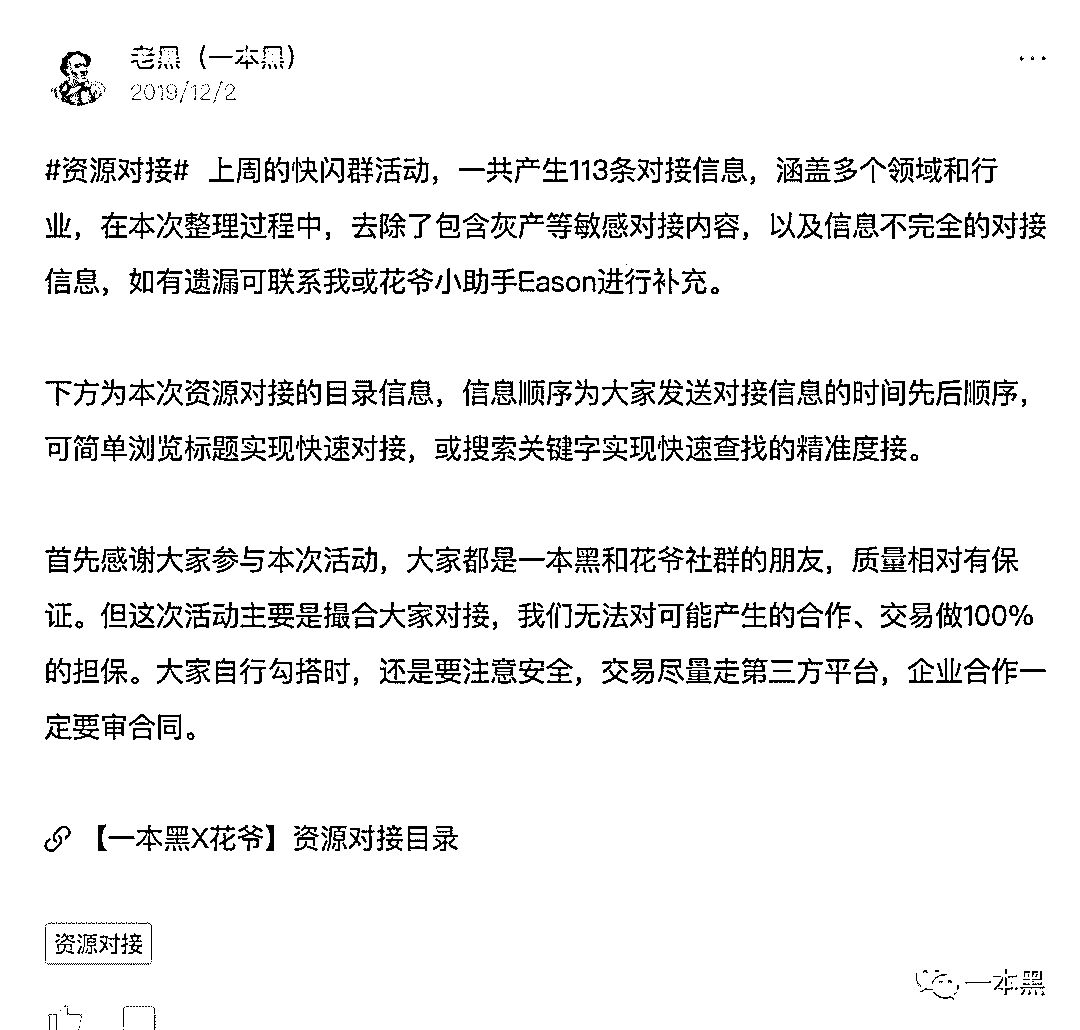 老黑（一本黑）
2019/12/2
#资源对接# 上周的快闪群活动，一共产生113条对接信息，涵盖多个领域和行
业，在本次整理过程中，去除了包含灰产等敏感对接内容，以及信息不完全的对接
信息，如有遗漏可联系我或花爷小助手Eason进行补充。
下方为本次资源对接的目录信息，信息顺序为大家发送对接信息的时间先后顺序，
可简单浏览标题实现快速对接，或搜索关键字实现快速查找的精准度接。
首先感谢大家参与本次活动，大家都是一本黑和花爷社群的朋友，质量相对有保
证。但这次活动主要是撮合大家对接，我们无法对可能产生的合作、交易做100%
的担保。大家自行勾搭时，还是要注意安全，交易尽量走第三方平台，企业合作一
定要审合同。
【一本黑X花爷】资源对接目录
资源对接
一本黑